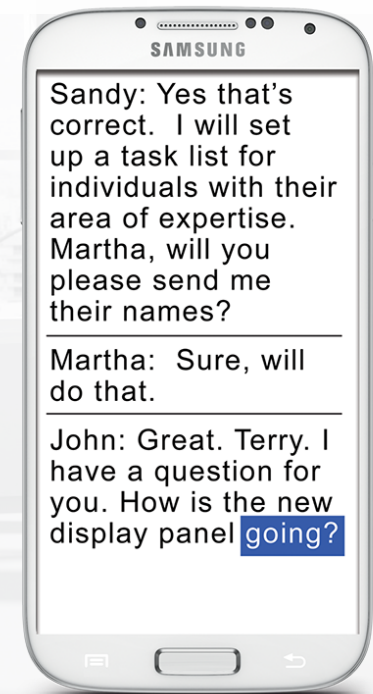 SAMSUNG
Sandy: Yes that's
correct.  I will set
up a task list for
individuals with their
area of expertise.
Martha, will you
please send me
their names?
Martha:  Sure, will
do that.
John: Great. Terry. I
have a question for
you. How is the new
display panel going?